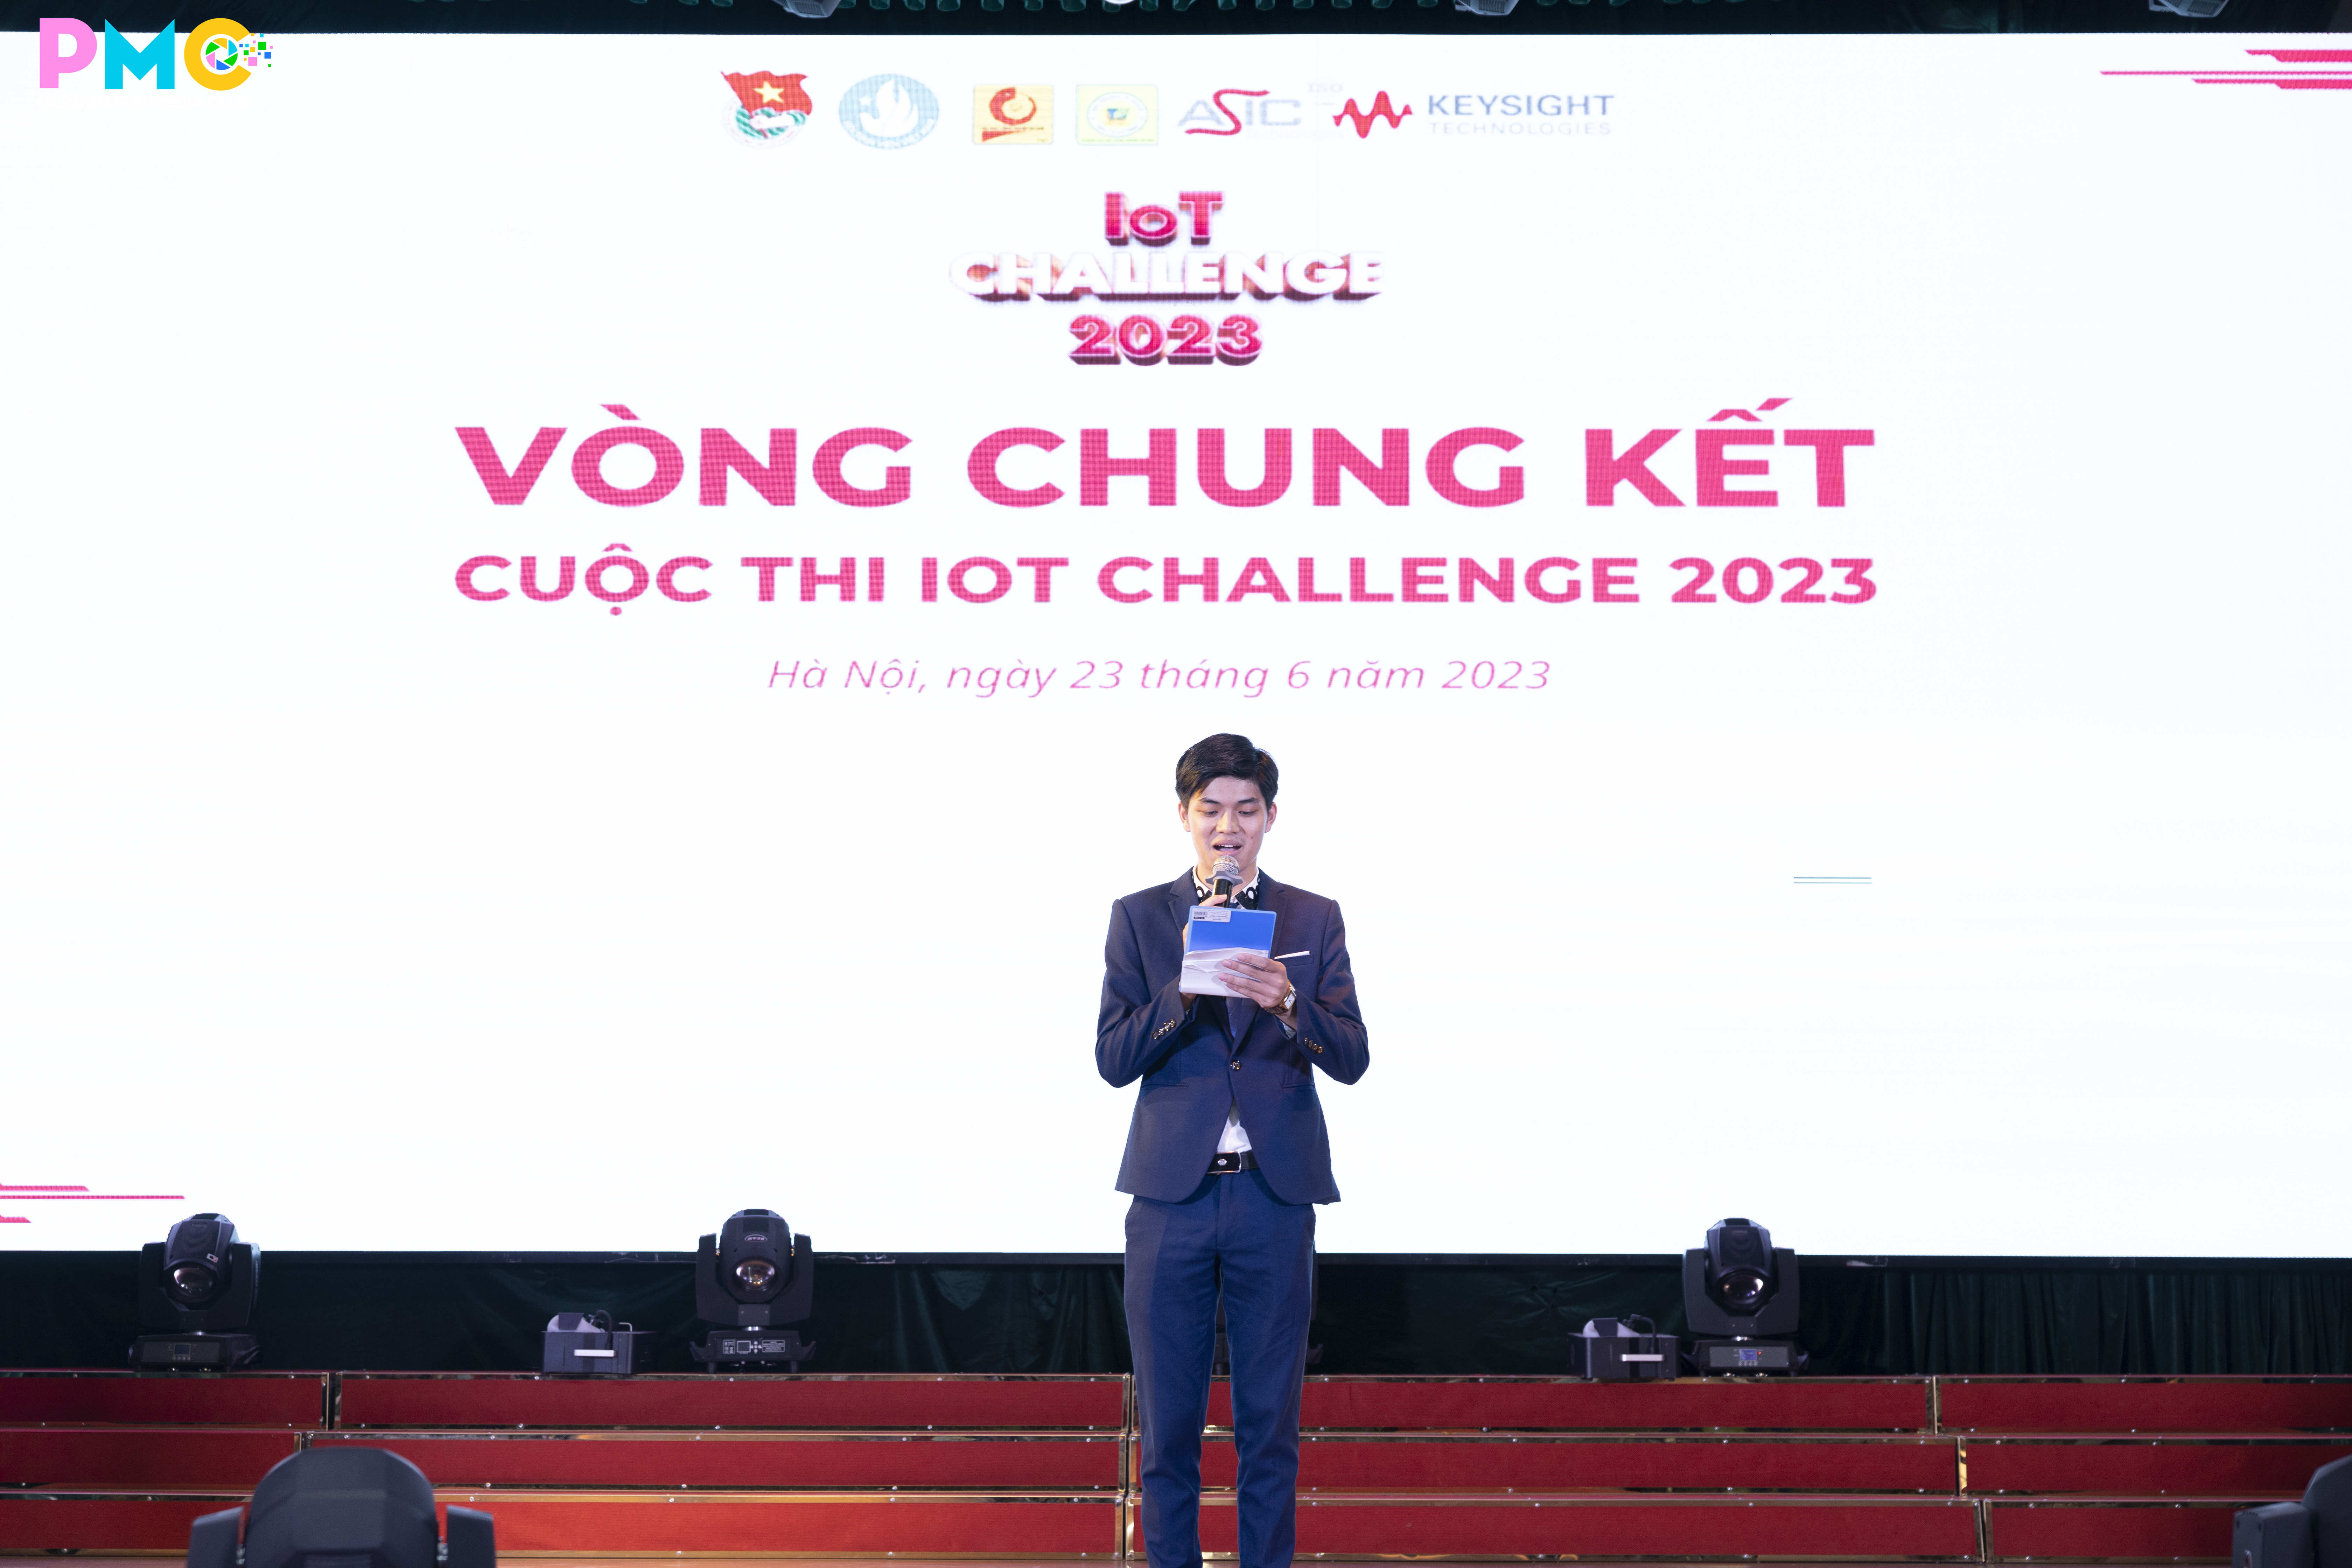 PMC
ASIC
KEYSIGHT
TECHNOLOGIES
IoT
CHALLENGE
2023
VÒNG CHUNG KẾT
CUỘC THI IOT CHALLENGE 2023
Hà Nội, ngày 23 tháng 6 năm 2023